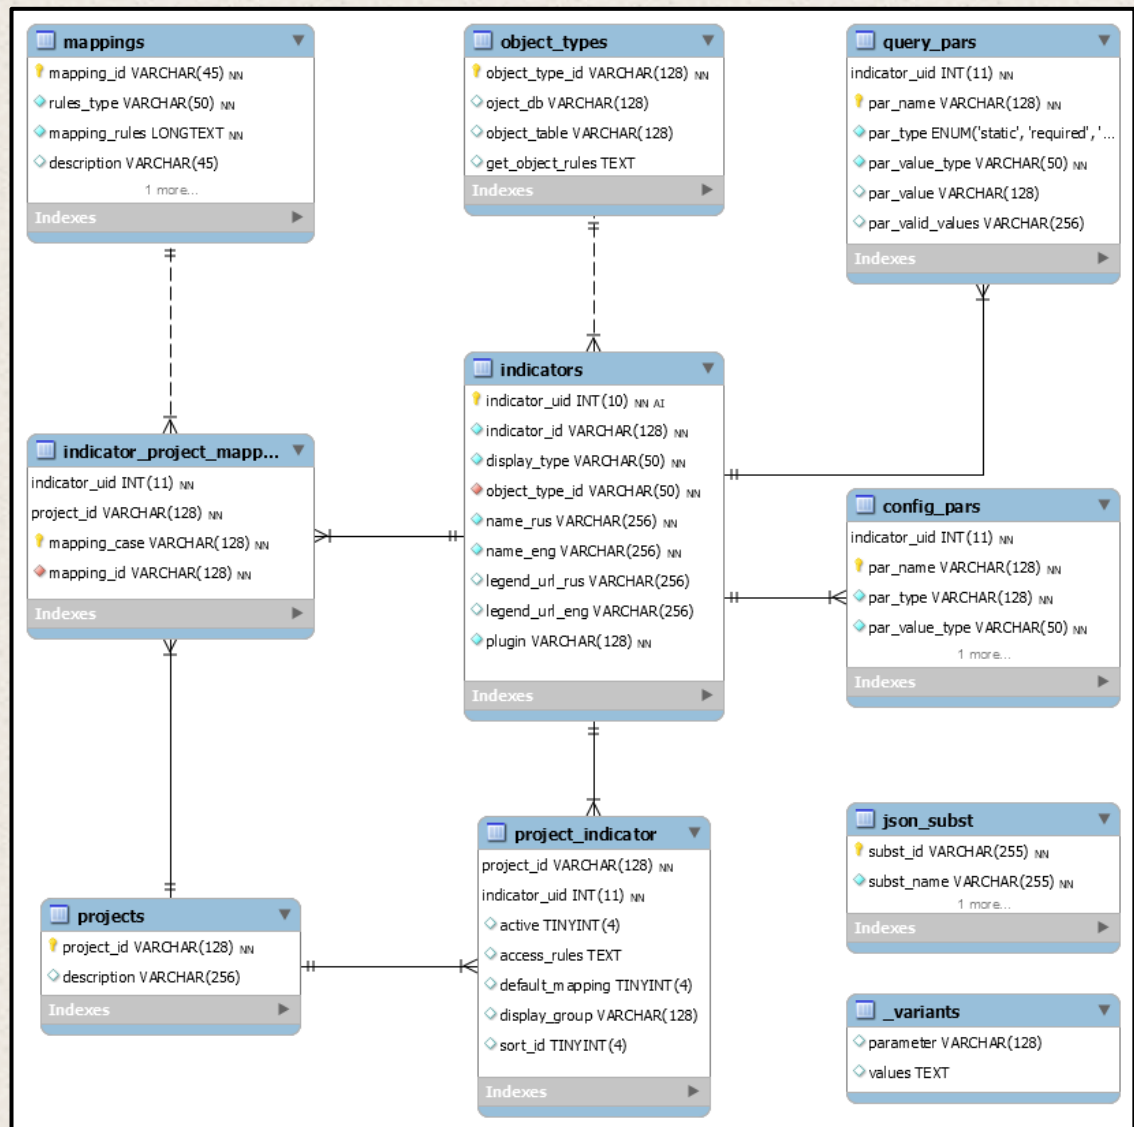 mappings
mapping_id VARCHAR(45) NN
rules_type VARCHAR(50) NN
mapping_rules LONGTEXT NN
description VARCHAR(45)
1 more...
Indexes
object_types
object_type_id VARCHAR(128) NN
oject_db VARCHAR(128)
object_table VARCHAR(128)
get_object_rules TEXT
Indexes
query_pars
indicator_uid INT(11) NN
par_name VARCHAR(128) NN
par_type ENUM('static', 'required', '...
par_value_type VARCHAR(50) NN
par_value VARCHAR(128)
par_valid_values VARCHAR(256)
Indexes
indicator_project_mapp...
indicator_uid INT(11) NN
project_id VARCHAR(128) NN
mapping_case VARCHAR(128) NN
mapping_id VARCHAR(128) NN
Indexes
indicators
indicator_uid INT(10) NN AI
indicator_id VARCHAR(128) NN
display_type VARCHAR(50) NN
object_type_id VARCHAR(50) NN
name_rus VARCHAR(256) NN
name_eng VARCHAR(256) NN
legend_url_rus VARCHAR(256)
legend_url_eng VARCHAR(256)
plugin VARCHAR(128) NN
Indexes
config_pars
indicator_uid INT(11) NN
par_name VARCHAR(128) NN
par_type VARCHAR(128) NN
par_value_type VARCHAR(50) NN
1 more...
Indexes
projects
project_id VARCHAR(128) NN
description VARCHAR(256)
Indexes
project_indicator
project_id VARCHAR(128) NN
indicator_uid INT(11) NN
active TINYINT(4)
access_rules TEXT
default_mapping TINYINT(4)
display_group VARCHAR(128)
sort_id TINYINT(4)
Indexes
json_subst
subst_id VARCHAR(255) NN
subst_name VARCHAR(255) NN
1 more...
Indexes
_variants
parameter VARCHAR(128)
values TEXT